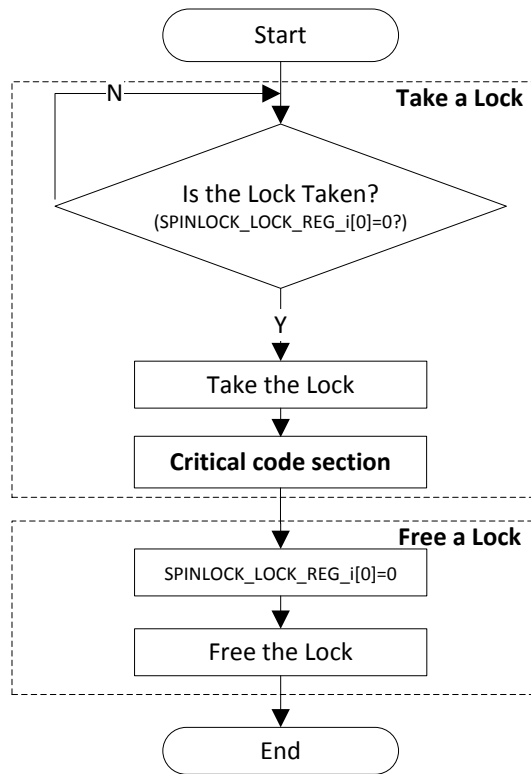 Start
Take a Lock
N
Is the Lock Taken?
(SPINLOCK_LOCK_REG_i[0]=0?)
Y
Take the Lock
Critical code section
Free a Lock
SPINLOCK_LOCK_REG_i[0]=0
Free the Lock
End